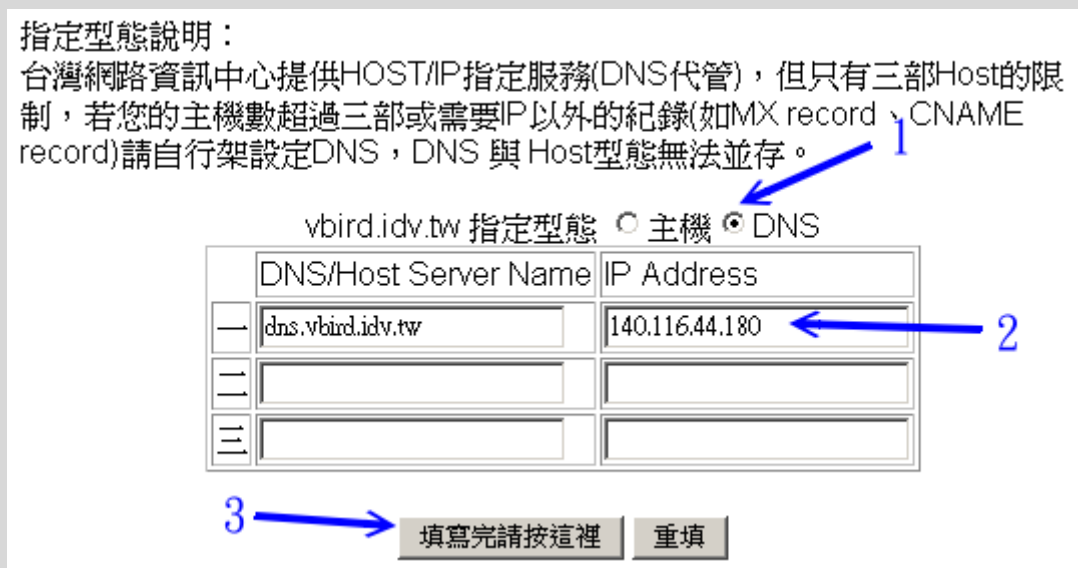 指定型態說明：
台灣網路資訊中心提供HOST/IP指定服務(DNS代管)，但只有三部Host的限
制，若您的主機數超過三部或需要IP以外的紀錄(如MX record、CNAME
record)請自行架設定DNS，DNS 與 Host型態無法並存。
1
vbird.idv.tw 指定型態 主機 DNS
DNS/Host Server Name IP Address
一 dns.vbird.idv.tw 140.116.44.180 2
二
三
3 填寫完請按這裡 重填